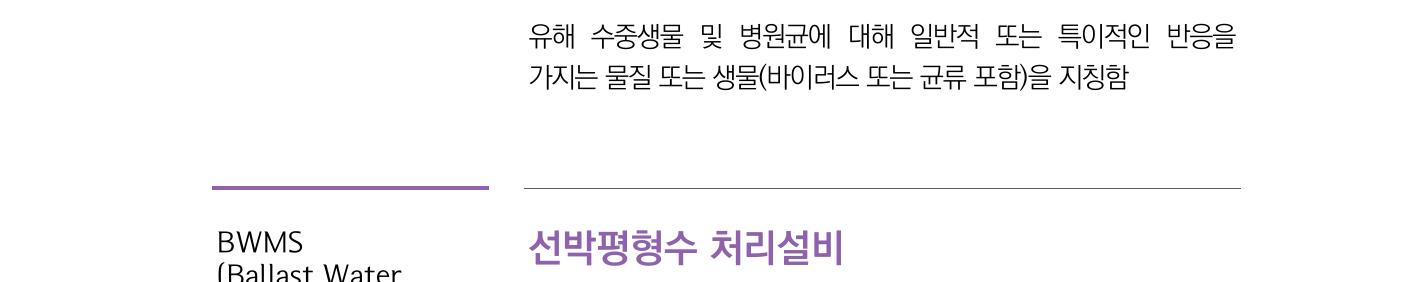 유해 수중생물 및 병원균에 대해 일반적 또는 특이적인 반응을
가지는 물질 또는 생물(바이러스 또는 균류 포함)을 지칭함
BWMS
선박평형수 처리설비
(Ballast Water